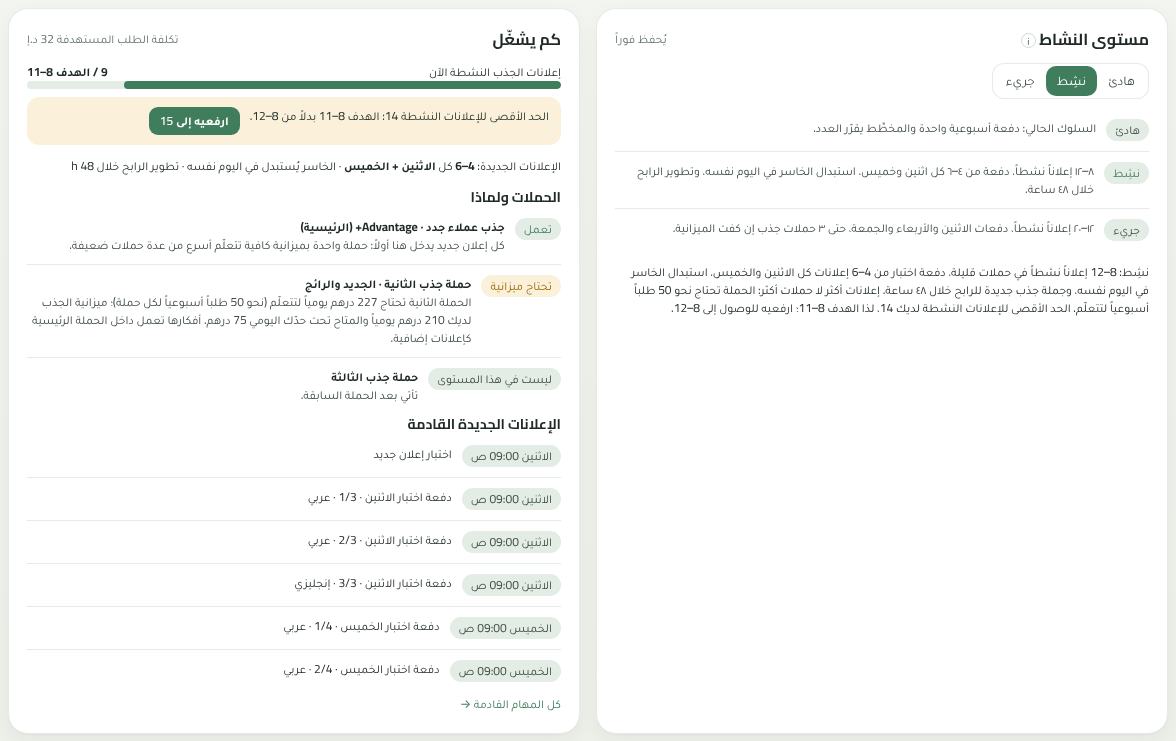 مستوى النشاط
يُحفظ فوراً
هادئ
نشِط
جريء
هادئ
السلوك الحالي: دفعة أسبوعية واحدة والمخطِّط يقرّر العدد.
نشِط
٨–١٢ إعلاناً نشطاً. دفعة من ٤–٦ كل اثنين وخميس. استبدال الخاسر في اليوم نفسه. وتطوير الرابح
خلال ٤٨ ساعة.
جريء
١٢–٢٠ إعلاناً نشطاً. دفعات الاثنين والأربعاء والجمعة. حتى ٣ حملات جذب إن كفت الميزانية.
نشِط: 8–12 إعلاناً نشطاً في حملات قليلة. دفعة اختبار من 4–6 إعلانات كل الاثنين والخميس. استبدال الخاسر
في اليوم نفسه. وجملة جذب جديدة للرابح خلال ٤٨ ساعة. إعلانات أكثر لا حملات أكثر: الحملة تحتاج نحو 50 طلباً
أسبوعياً لتتعلّم. الحد الأقصى للإعلانات النشطة لديك 14. لذا الهدف 8–11؛ ارفعيه للوصول إلى 8–12.
كم يشغّل
تكلفة الطلب المستهدفة 32 د.إ
إعلانات الجذب النشطة الآن
9 / الهدف 8–11
الحد الأقصى للإعلانات النشطة 14: الهدف 8–11 بدلاً من 8–12.
ارفعيه إلى 15
الإعلانات الجديدة: 4–6 كل الاثنين + الخميس · الخاسر يُستبدل في اليوم نفسه · تطوير الرابح خلال 48 h
الحملات ولماذا
تعمل
جذب عملاء جدد · Advantage+ (الرئيسية)
كل إعلان جديد يدخل هنا أولاً: حملة واحدة بميزانية كافية تتعلّم أسرع من عدة حملات ضعيفة.
تحتاج ميزانية
حملة جذب الثانية · الجديد والرائج
الحملة الثانية تحتاج 227 درهم يومياً لتتعلّم (نحو 50 طلباً أسبوعياً لكل حملة)؛ ميزانية الجذب
لديك 210 درهم يومياً والمتاح تحت حدّك اليومي 75 درهم. أفكارها تعمل داخل الحملة الرئيسية
كإعلانات إضافية.
ليست في هذا المستوى
حملة جذب الثالثة
تأتي بعد الحملة السابقة.
الإعلانات الجديدة القادمة
الاثنين 09:00 ص
اختبار إعلان جديد
الاثنين 09:00 ص
دفعة اختبار الاثنين · 1/3 · عربي
الاثنين 09:00 ص
دفعة اختبار الاثنين · 2/3 · عربي
الاثنين 09:00 ص
دفعة اختبار الاثنين · 3/3 · إنجليزي
الخميس 09:00 ص
دفعة اختبار الخميس · 1/4 · عربي
الخميس 09:00 ص
دفعة اختبار الخميس · 2/4 · عربي
كل المهام القادمة →